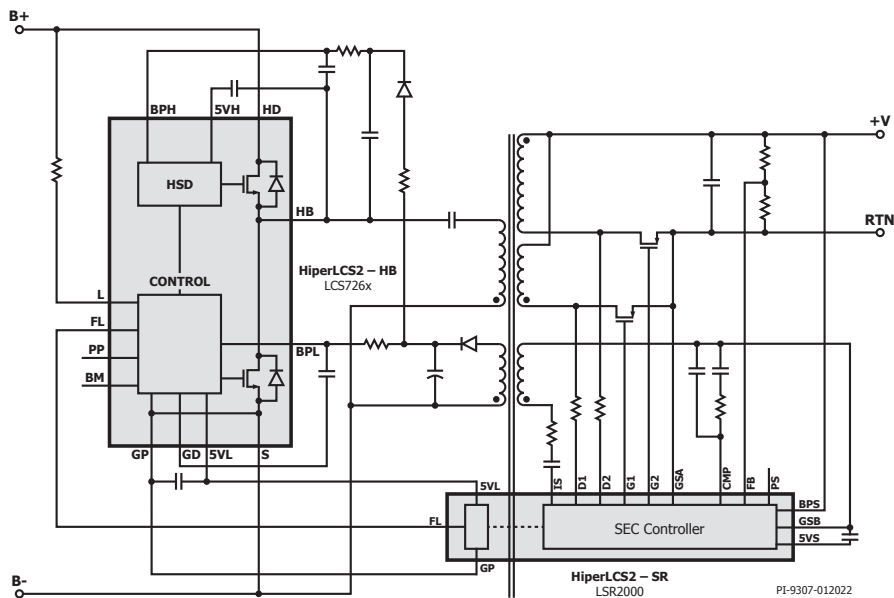 B+
BPH
5VH
HD
+V
HSD
HB
RTN
HiperLCS2 – HB
LCS726x
CONTROL
L
FL
PP
BM
BPL
GP
GD
5VL
S
IS
D1
D2
G1
G2
GSA
CMP
FB
PS
5VL
BPS
FL
SEC Controller
GSB
5VS
GP
HiperLCS2 – SR
LSR2000
B-
PI-9307-012022